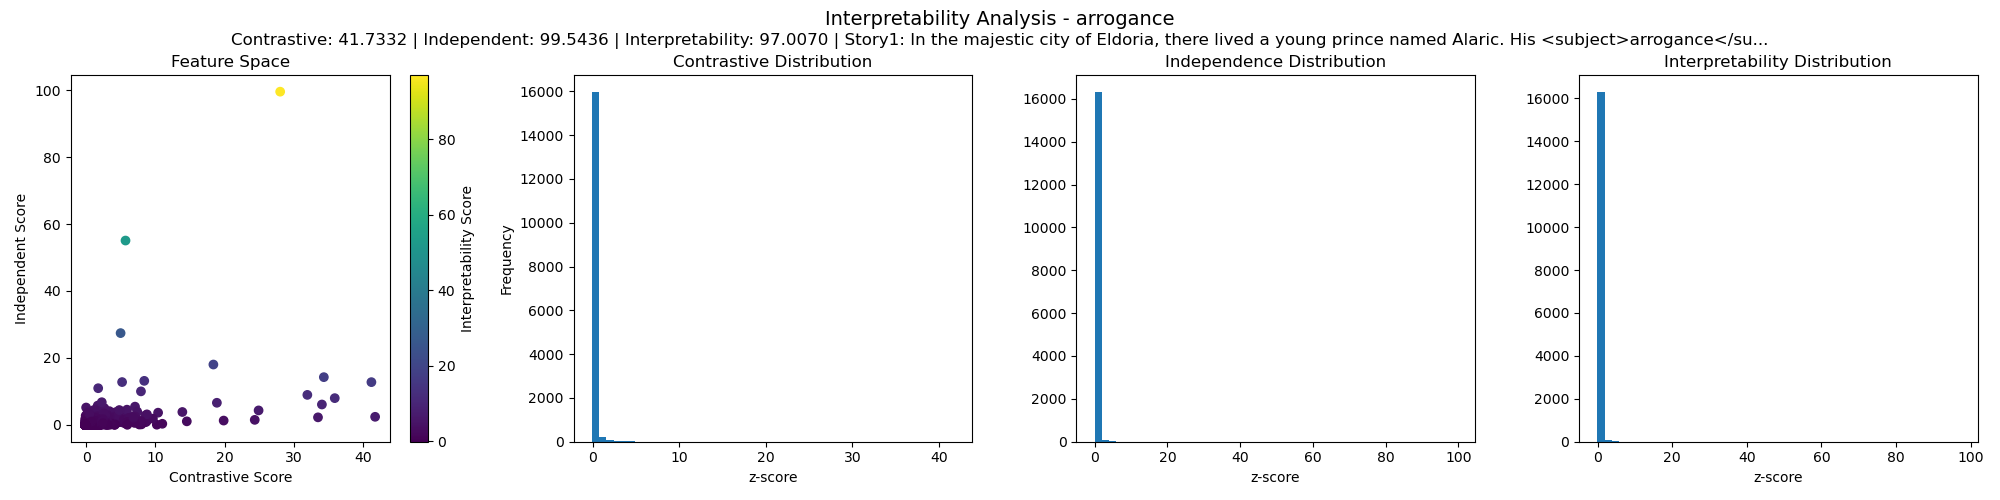 Interpretability Analysis - arrogance
Contrastive: 41.7332 | Independent: 99.5436 | Interpretability: 97.0070 | Story1: In the majestic city of Eldoria, there lived a young prince named Alaric. His <subject>arrogance</su...
Feature Space
100
80
60
40
20
0
0 10 20 30 40
Independent Score
Contrastive Score
80
60
40
20
0
Interpretability Score
Contrastive Distribution
16000
14000
12000
10000
8000
6000
4000
2000
0
0 10 20 30 40
Frequency
z-score
Independence Distribution
16000
14000
12000
10000
8000
6000
4000
2000
0
0 20 40 60 80 100
z-score
Interpretability Distribution
16000
14000
12000
10000
8000
6000
4000
2000
0
0 20 40 60 80 100
z-score